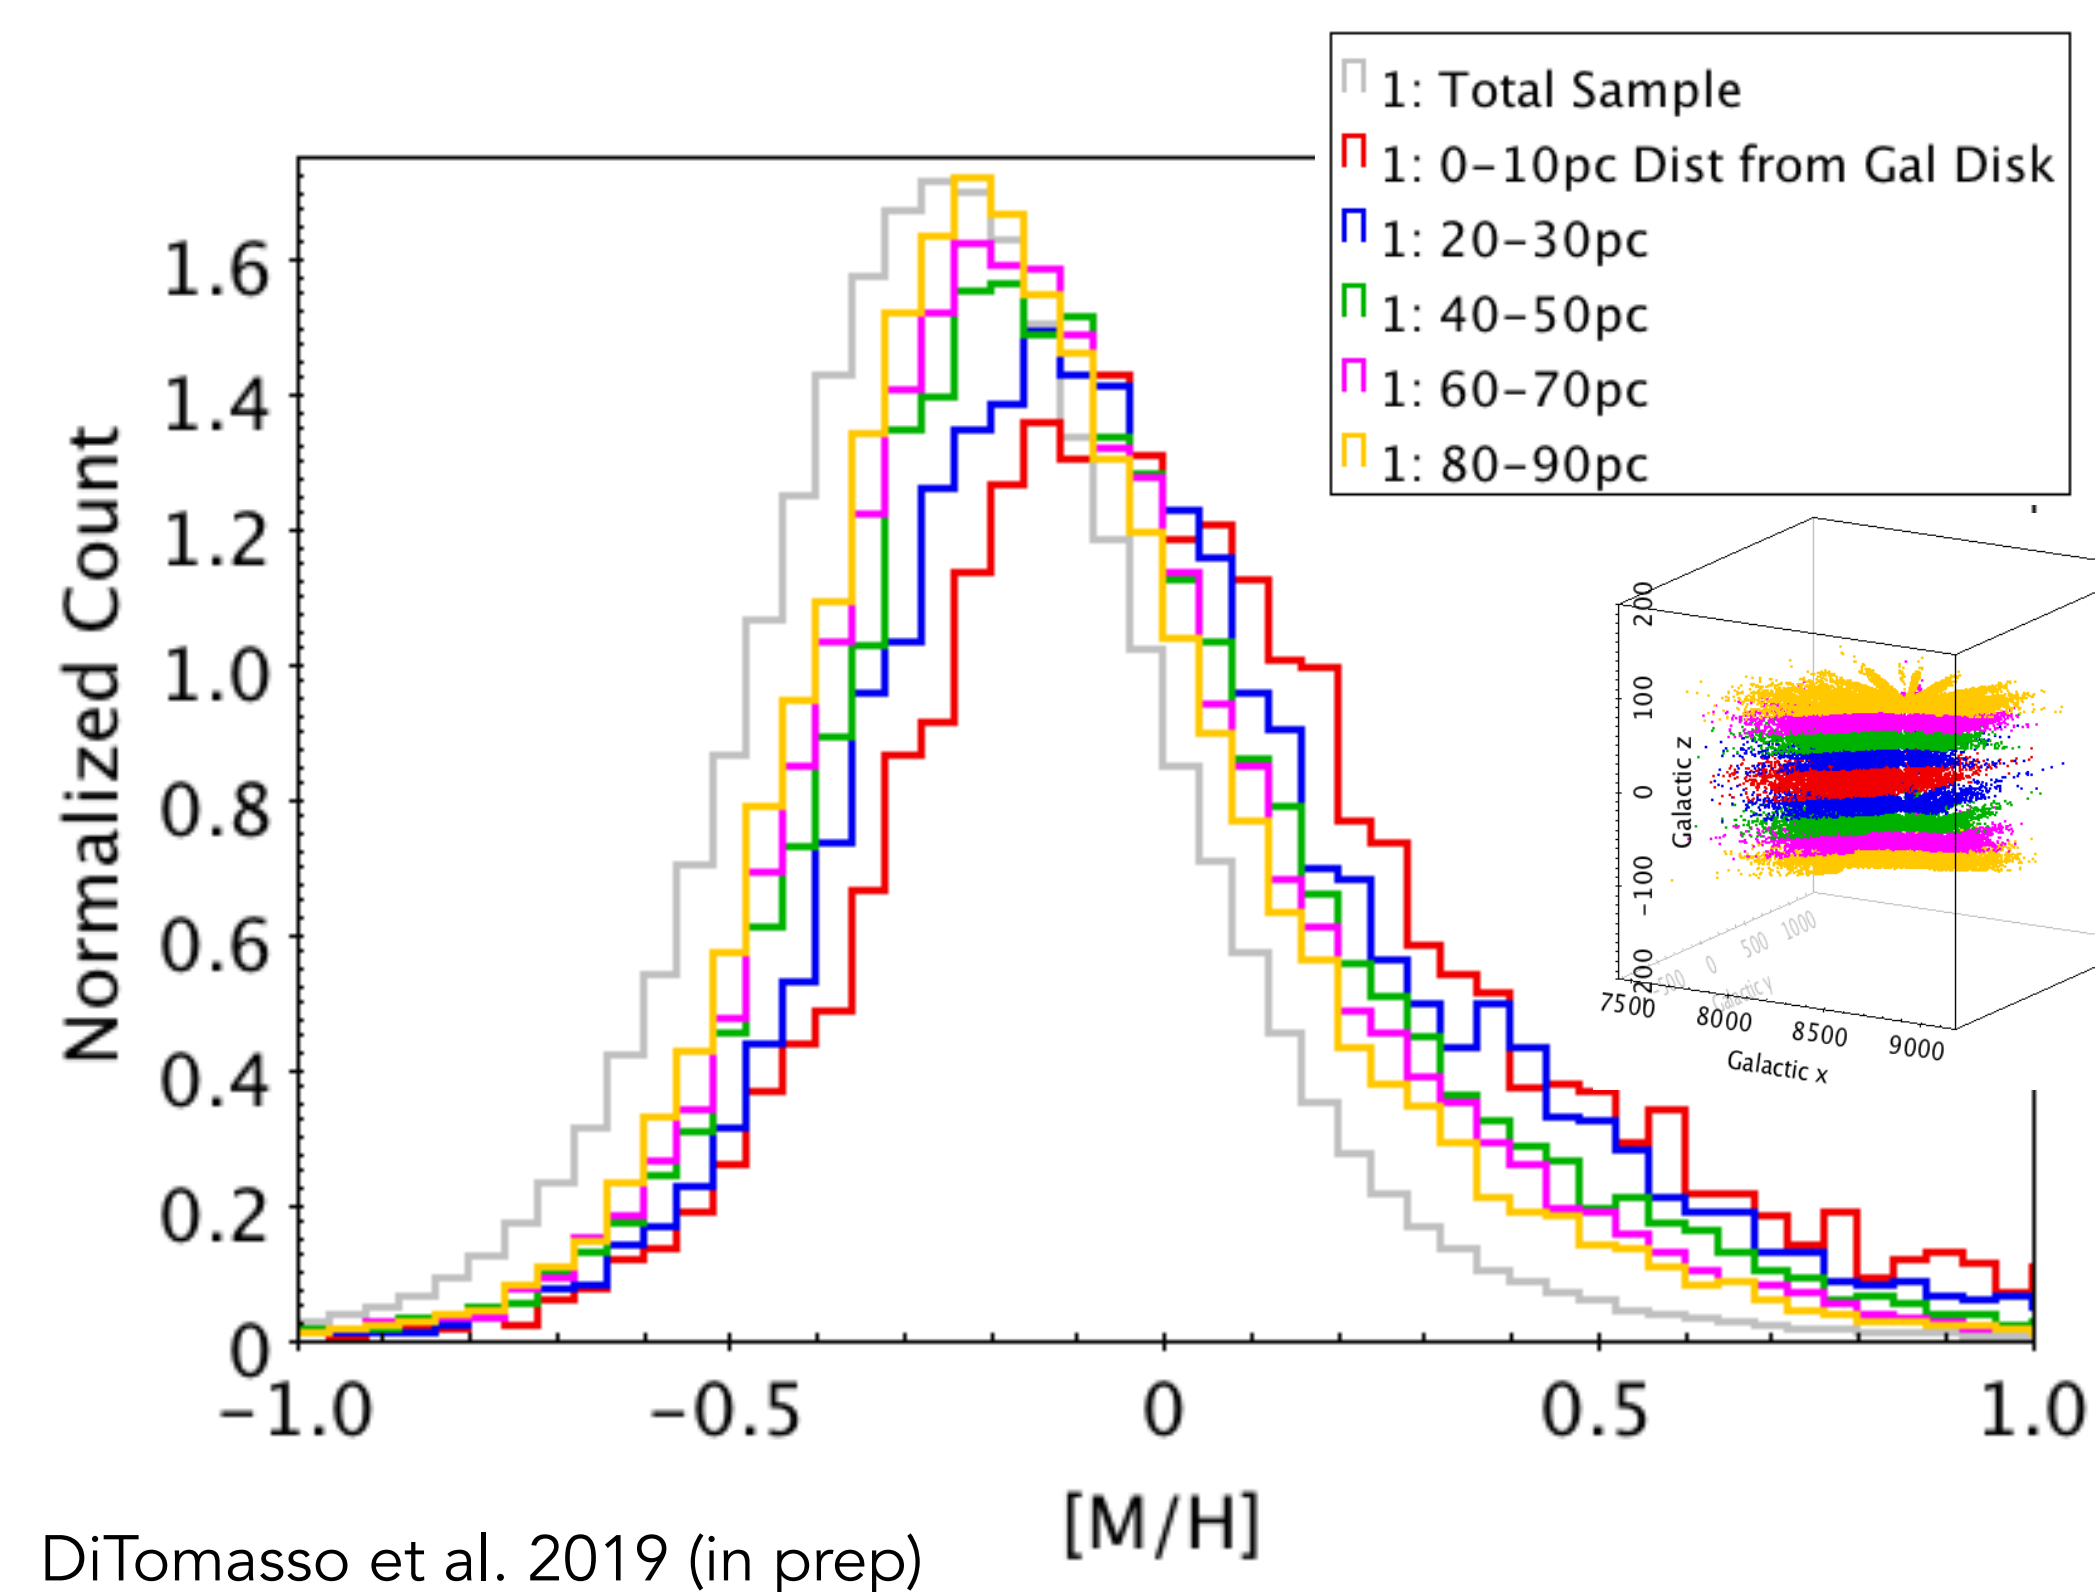 1: Total Sample
1: 0-10pc Dist from Gal Disk
1: 20-30pc
1: 40-50pc
1: 60-70pc
1: 80-90pc
1.6
1.4
1.2
1.0
0.8
0.6
0.4
0.2
0
Normalized Count
-1.0 -0.5 0 0.5 1.0
[M/H]
200
100
0
-100
200
Galactic z
-500 0 500 1000
Galactic y
7500 8000 8500 9000
Galactic x
DiTomasso et al. 2019 (in prep)